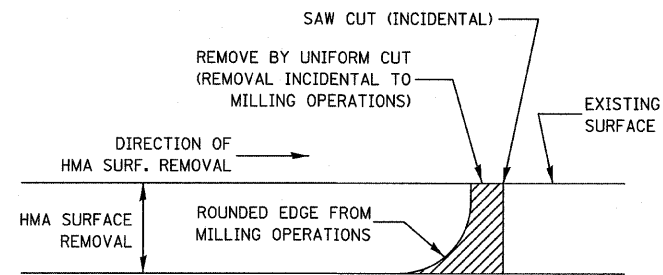 SAW CUT (INCIDENTAL)
REMOVE BY UNIFORM CUT
(REMOVAL INCIDENTAL TO
MILLING OPERATIONS)
EXISTING
SURFACE
DIRECTION OF
HMA SURF. REMOVAL
HMA SURFACE
REMOVAL
ROUNDED EDGE FROM
MILLING OPERATIONS